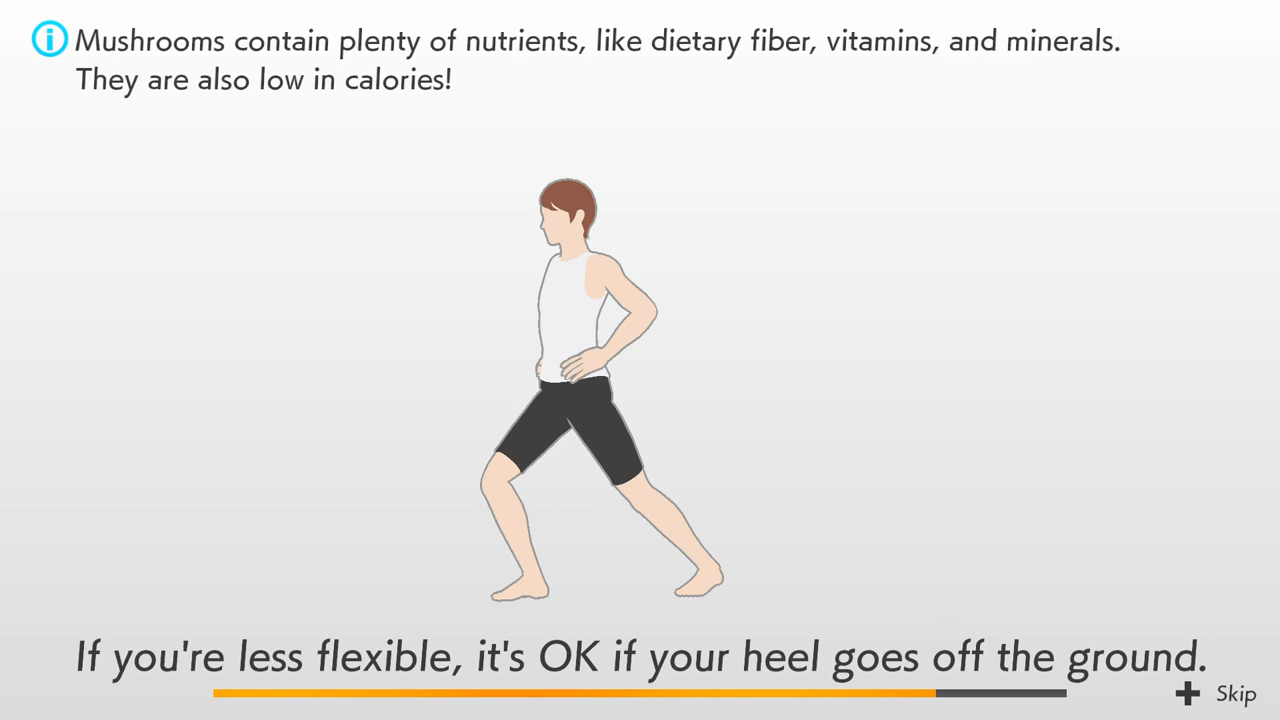 Mushrooms contain plenty of nutrients, like dietary fiber, vitamins, and minerals.
They are also low in calories!
If you're less flexible, it's OK if your heel goes off the ground.
Skip